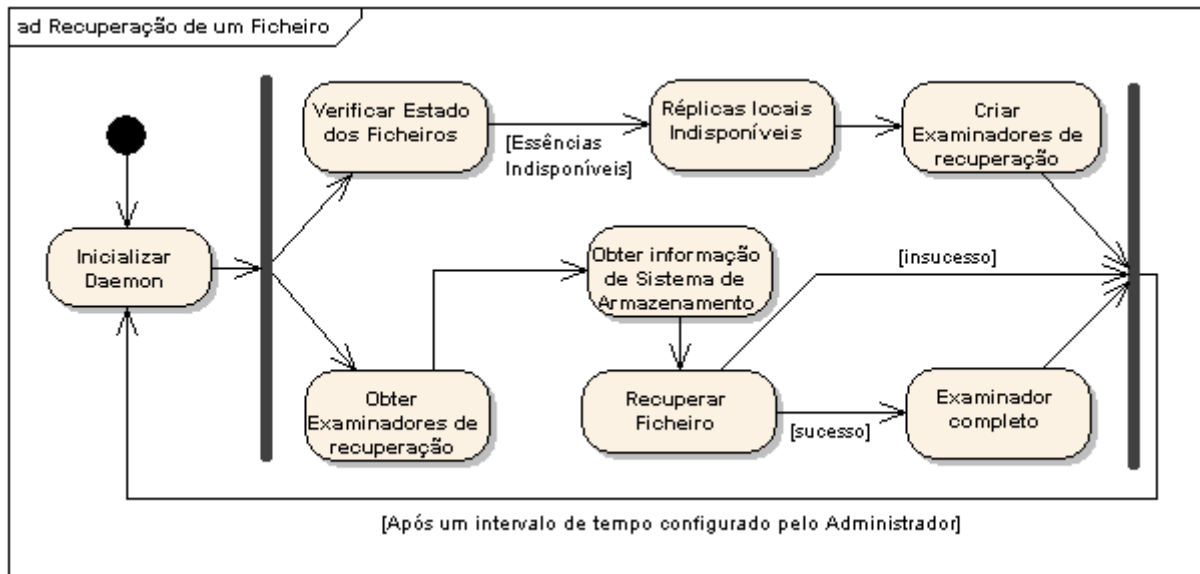 ad Recuperação de um Ficheiro
Verificar Estado
dos Ficheiros
[Essências
Indisponíveis]
Réplicas locais
Indisponíveis
Criar
Examinadores de
recuperação
Inicializar
Daemon
Obter informação
de Sistema de
Armazenamento
[insucesso]
Obter
Examinadores de
recuperação
Recuperar
Ficheiro
[sucesso]
Examinador
completo
[Após um intervalo de tempo configurado pelo Administrador]